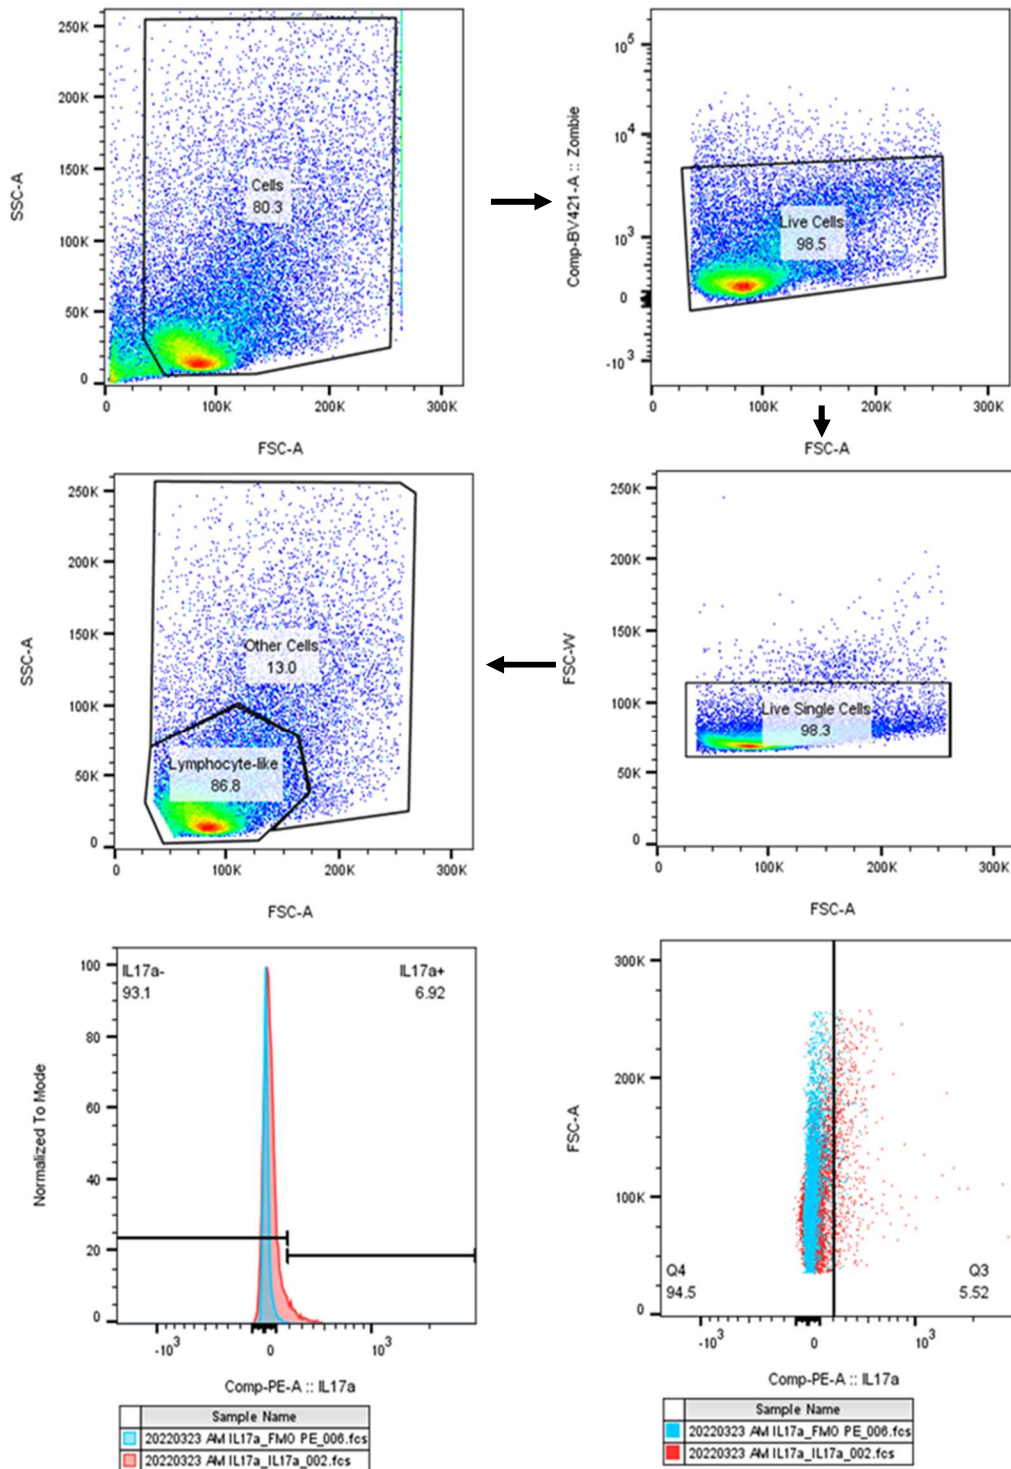 250K
200K
150K
100K
50K
0
SSC-A
Cells
80.3
0
100K
200K
300K
FSC-A
10^5
10^4
10^3
0
-10^3
Comp-BV421-A :: Zombie
Live Cells
98.5
0
100K
200K
300K
FSC-A
250K
200K
150K
100K
50K
0
SSC-A
Other Cells
13.0
Lymphocyte-like
86.8
0
100K
200K
300K
FSC-A
250K
200K
150K
100K
50K
0
FSC-W
Live Single Cells
98.3
0
100K
200K
300K
FSC-A
100
80
60
40
20
0
Normalized To Mode
IL17a-
93.1
IL17a+
6.92
-10^3
0
10^3
Comp-PE-A :: IL17a
Sample Name
20220323 AM IL17a_FMO PE_006.fcs
20220323 AM IL17a_IL17a_002.fcs
300K
200K
100K
0
FSC-A
Q4
94.5
Q3
5.52
-10^3
0
10^3
Comp-PE-A :: IL17a
Sample Name
20220323 AM IL17a_FMO PE_006.fcs
20220323 AM IL17a_IL17a_002.fcs